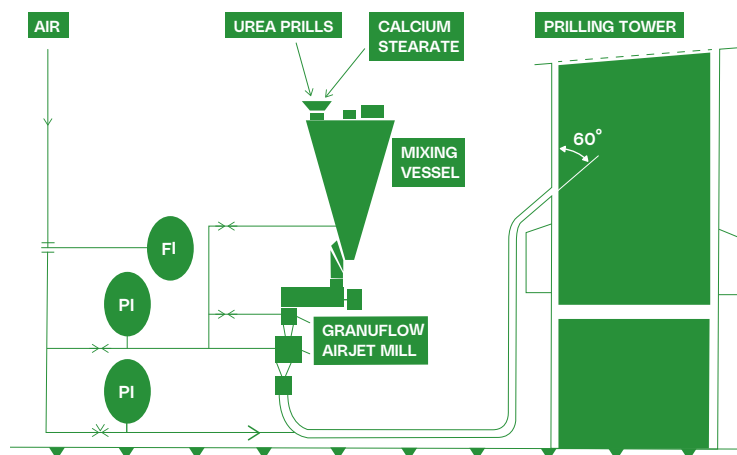 AIR
UREA PRILLS
CALCIUM
STEARATE
PRILLING TOWER
60°
MIXING
VESSEL
FI
PI
GRANUFLOW
AIRJET MILL
PI